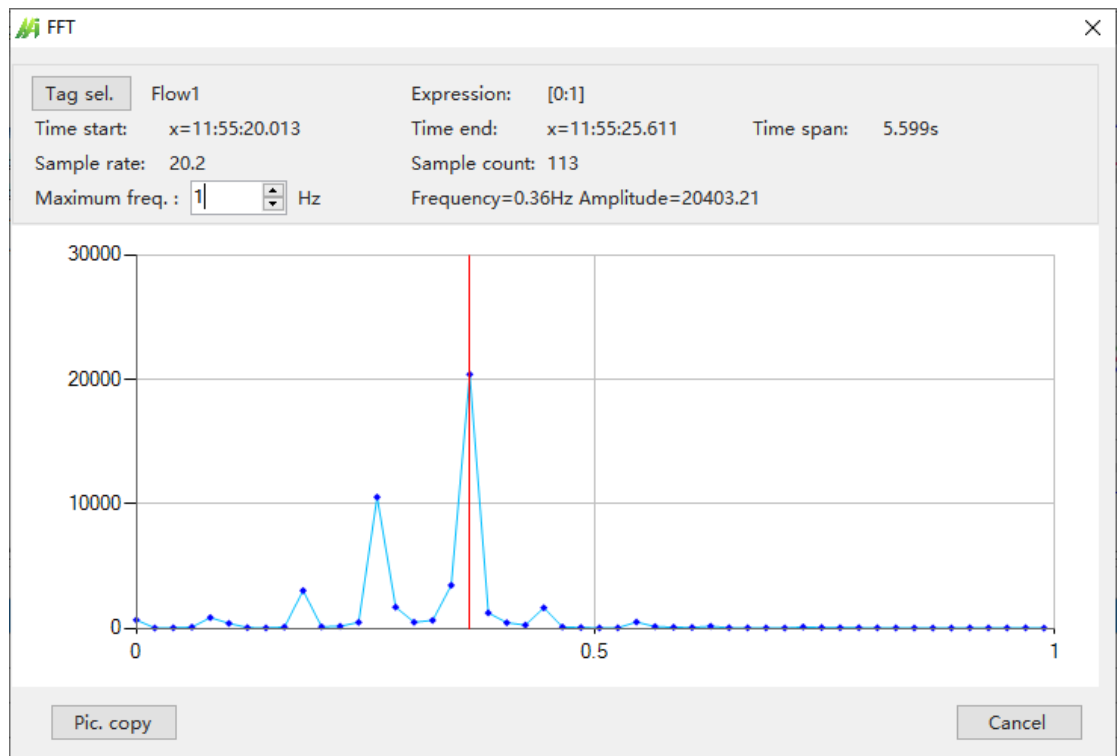 FFT
Tag sel. Flow1 Expression: [0:1]
Time start: x=11:55:20.013 Time end: x=11:55:25.611 Time span: 5.599s
Sample rate: 20.2 Sample count: 113
Maximum freq. : 1 Hz Frequency=0.36Hz Amplitude=20403.21
30000
20000
10000
0
0 0.5 1
Pic. copy Cancel